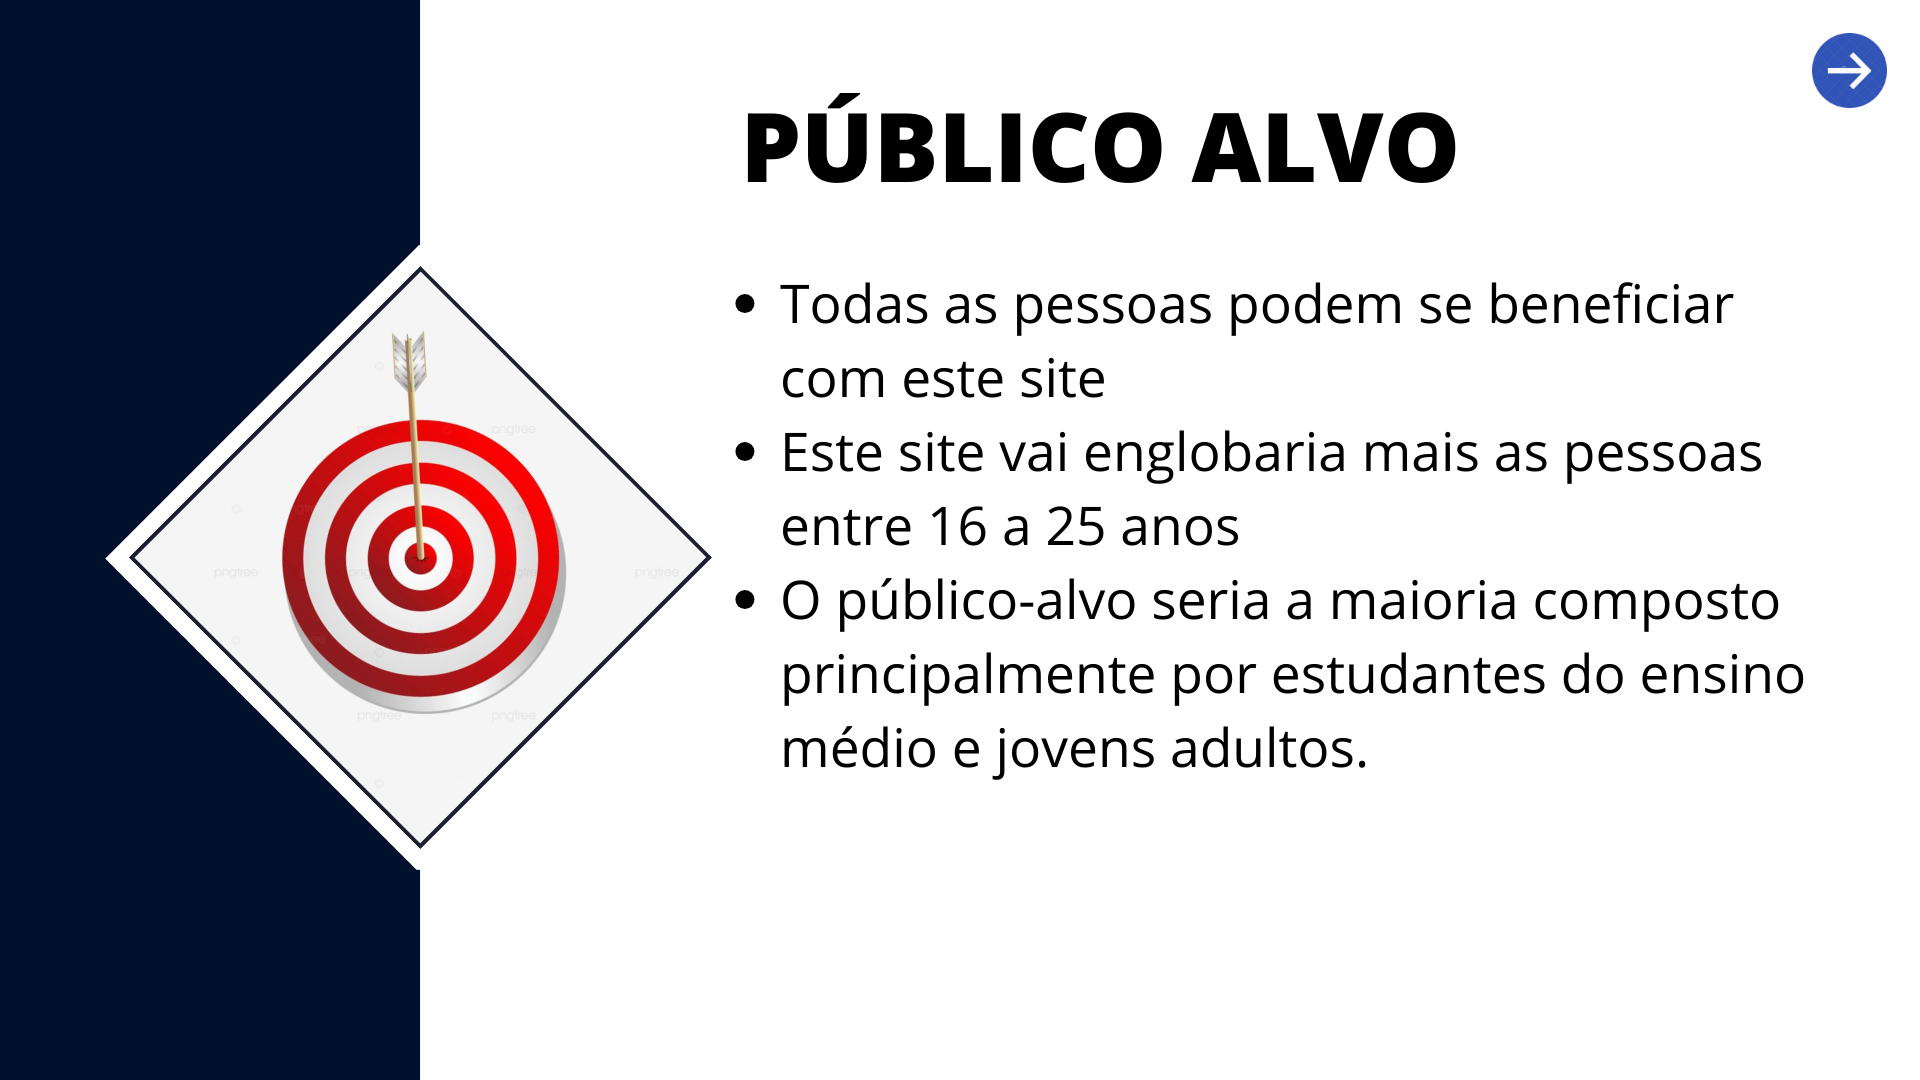 PÚBLICO ALVO
• Todas as pessoas podem se beneficiar
com este site
• Este site vai englobaria mais as pessoas
entre 16 a 25 anos
• O público-alvo seria a maioria composto
principalmente por estudantes do ensino
médio e jovens adultos.
pngtree
pngtree
pngtree
pngtree
pngtree